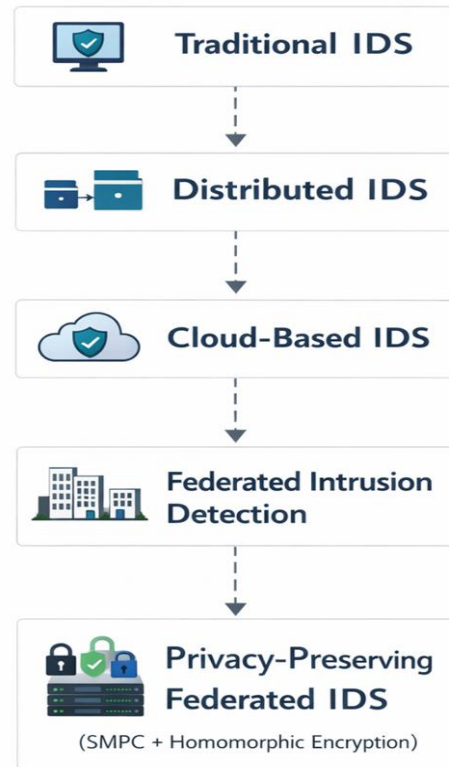 Traditional IDS
Distributed IDS
Cloud-Based IDS
Federated Intrusion
Detection
Privacy-Preserving
Federated IDS
(SMPC + Homomorphic Encryption)